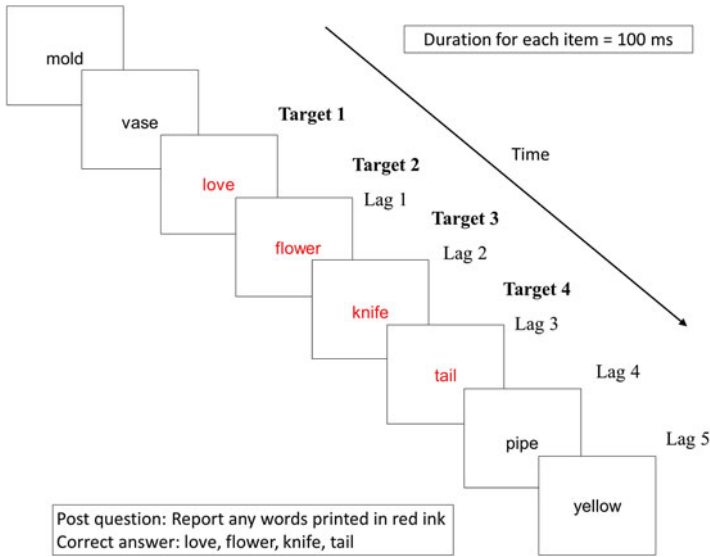 mold
Duration for each item = 100 ms
vase
Target 1
Time
love
Target 2
Lag 1
flower
Target 3
Lag 2
knife
Target 4
Lag 3
tail
Lag 4
pipe
Lag 5
yellow
Post question: Report any words printed in red ink
Correct answer: love, flower, knife, tail